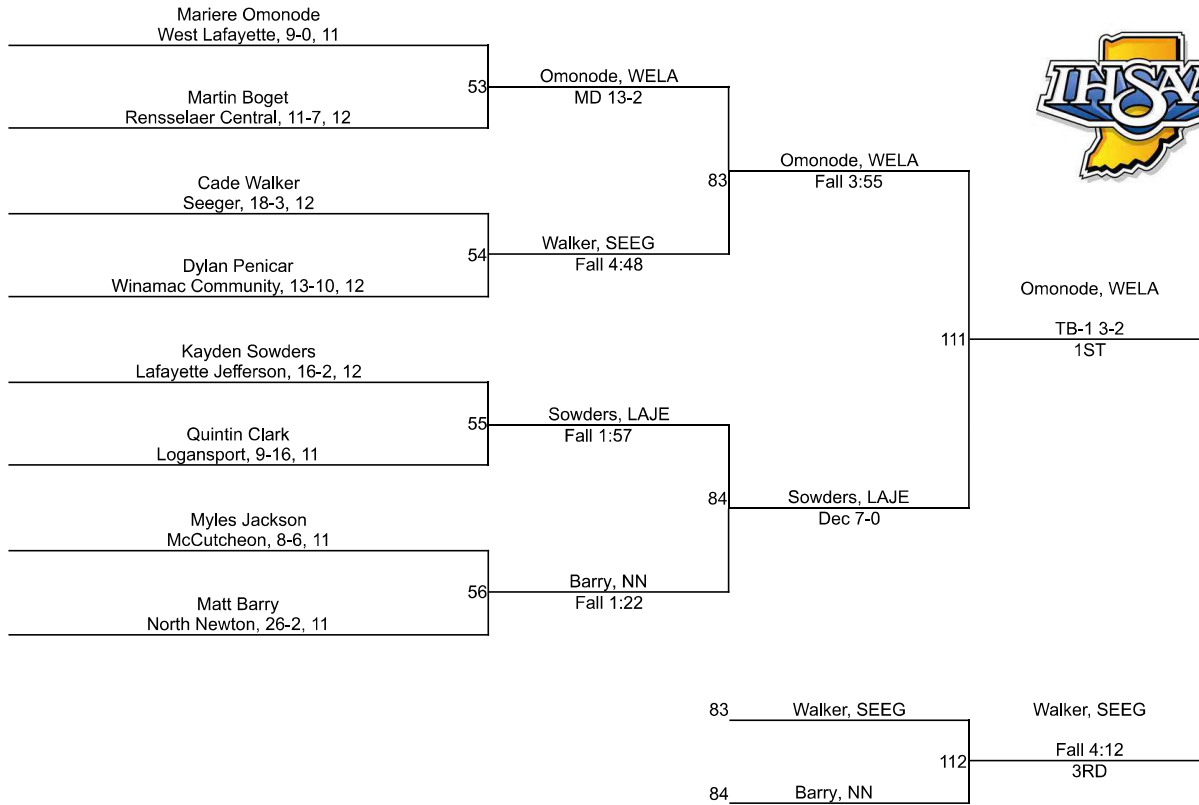 Mariere Omonode
West Lafayette, 9-0, 11
53
Martin Boget
Rensselaer Central, 11-7, 12
Omonode, WELA
MD 13-2
Cade Walker
Seeger, 18-3, 12
54
Dylan Penicar
Winamac Community, 13-10, 12
Walker, SEEG
Fall 4:48
83
Omonode, WELA
Fall 3:55
Kayden Sowders
Lafayette Jefferson, 16-2, 12
55
Quintin Clark
Logansport, 9-16, 11
Sowders, LAJE
Fall 1:57
Myles Jackson
McCutcheon, 8-6, 11
56
Matt Barry
North Newton, 26-2, 11
Barry, NN
Fall 1:22
84
Sowders, LAJE
Dec 7-0
111
Omonode, WELA
TB-1 3-2
1ST
83
Walker, SEEG
112
84
Barry, NN
Walker, SEEG
Fall 4:12
3RD
IHSAA